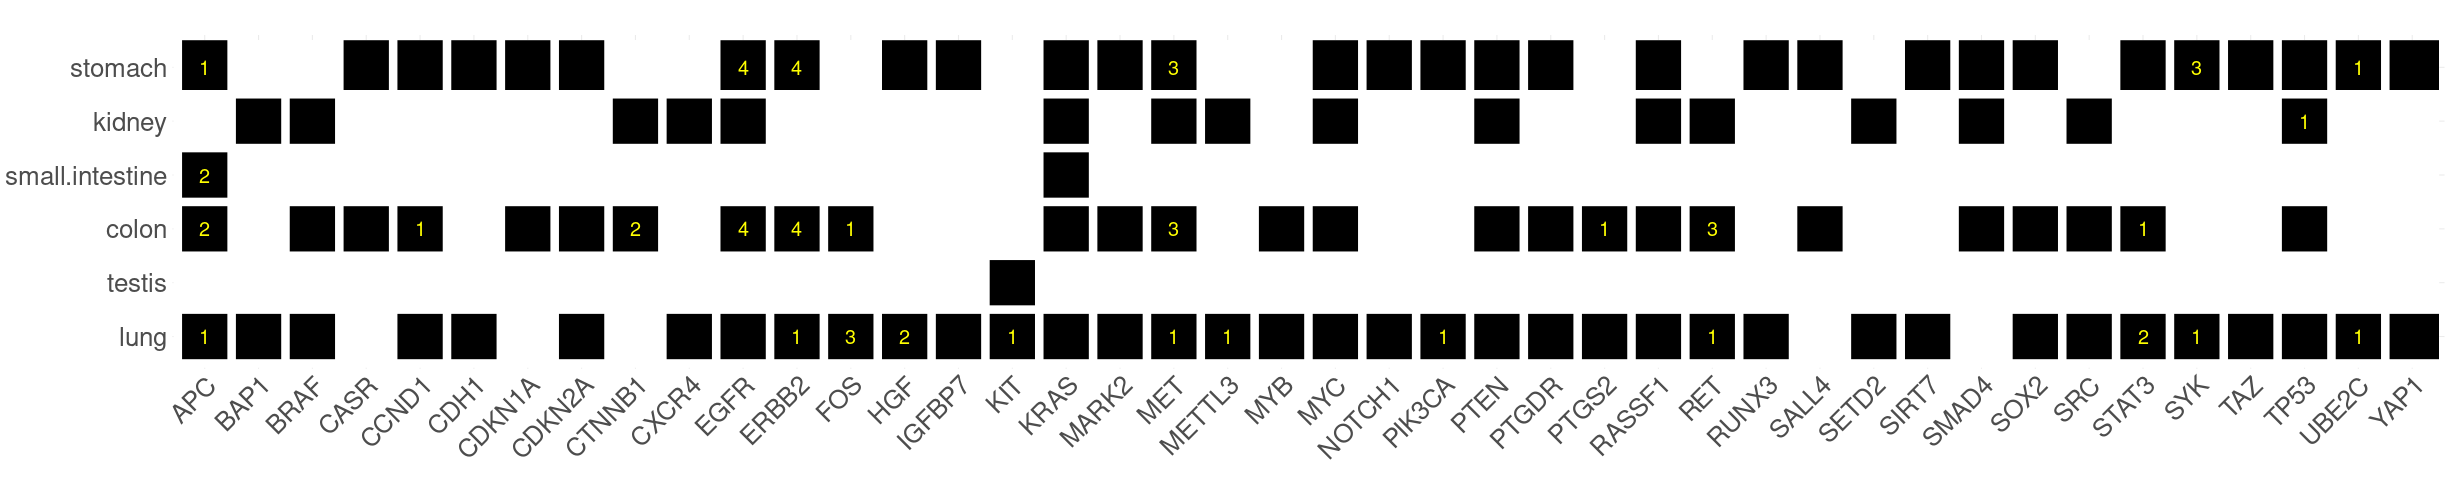 stomach 1 4 4 3 3 1
kidney 1
small.intestine 2
colon 2 1 2 4 4 1 3 1 3 1
testis
lung 1 1 3 2 1 1 1 1 1 2 1 1
APC BAP1 BRAF CASR CCND1 CDH1 CDKN1A CDKN2A CTNNB1 CXCR4 EGFR ERBB2 FOS HGF IGFBP7 KIT KRAS MARK2 MET METTL3 MYB MYC NOTCH1 PIK3CA PTEN PTGDR PTGS2 RASSF1 RET RUNX3 SALL4 SETD2 SIRT7 SMAD4 SOX2 SRC STAT3 SYK TAZ TP53 UBE2C YAP1